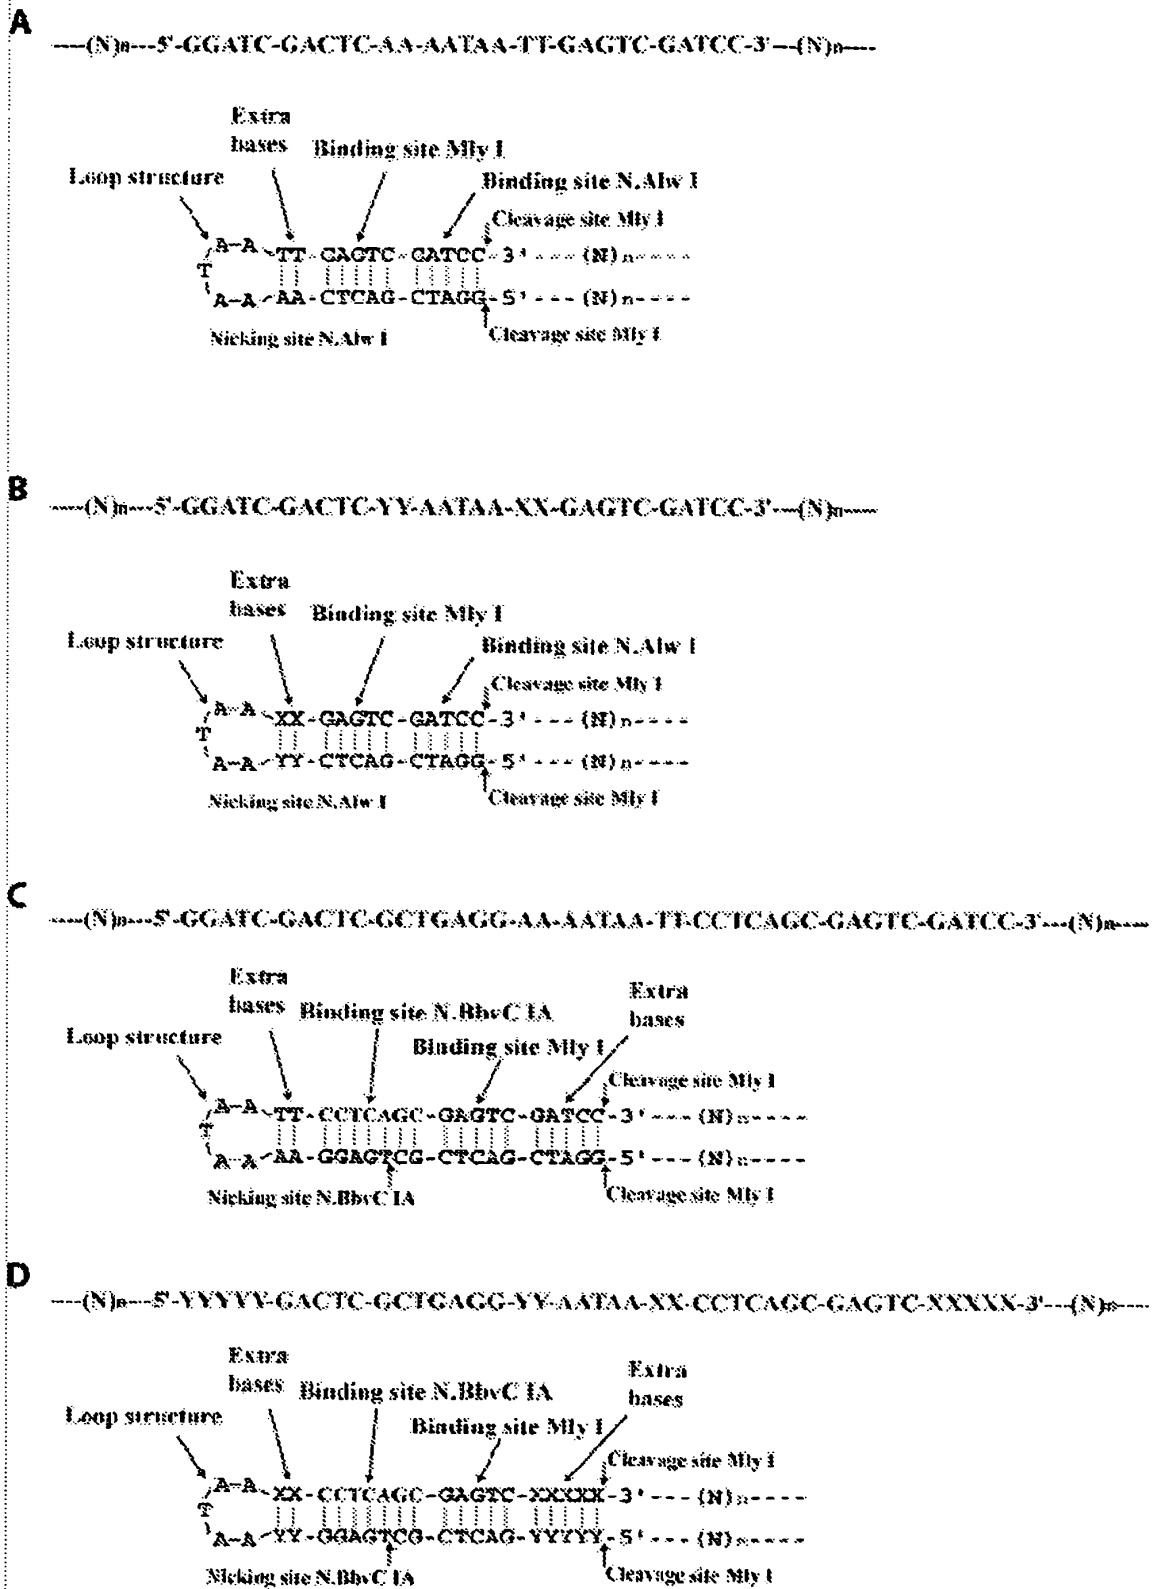 A
----(N)n---5'-GGATC-GACTC-AA-AATAA-TT-GAGTC-GATCC-3'---(N)n----
Extra
bases
Binding site Mly I
Loop structure
Binding site N.Alw I
Cleavage site Mly I
A-A-TT-GAGTC-GATCC-3'----(N)n-----
T
A-A-AA-CTCAG-CTAGG-5'----(N)n-----
Nicking site N.Alw I
Cleavage site Mly I
B
----(N)n---5'-GGATC-GACTC-YY-AATAA-XX-GAGTC-GATCC-3'---(N)n----
Extra
bases
Binding site Mly I
Loop structure
Binding site N.Alw I
Cleavage site Mly I
A-A-XX-GAGTC-GATCC-3'----(N)n-----
T
A-A-YY-CTCAG-CTAGG-5'----(N)n-----
Nicking site N.Alw I
Cleavage site Mly I
C
----(N)n---5'-GGATC-GACTC-GCTGAGG-AA-AATAA-TT-CCTCAGC-GAGTC-GATCC-3'---(N)n----
Extra
bases
Extra
bases
Binding site N.BbvC IA
Loop structure
Binding site Mly I
Cleavage site Mly I
A-A-TT-CCTCAGC-GAGTC-GATCC-3'----(N)n-----
T
A-A-AA-GGAGTCG-CTCAG-CTAGG-5'----(N)n-----
Nicking site N.BbvC IA
Cleavage site Mly I
D
----(N)n---5'-YYYYY-GACTC-GCTGAGG-YY-AATAA-XX-CCTCAGC-GAGTC-XXXXX-3'---(N)n----
Extra
bases
Extra
bases
Binding site N.BbvC IA
Loop structure
Binding site Mly I
Cleavage site Mly I
A-A-XX-CCTCAGC-GAGTC-XXXXX-3'----(N)n-----
T
A-A-YY-GGAGTCG-CTCAG-YYYYY-5'----(N)n-----
Nicking site N.BbvC IA
Cleavage site Mly I